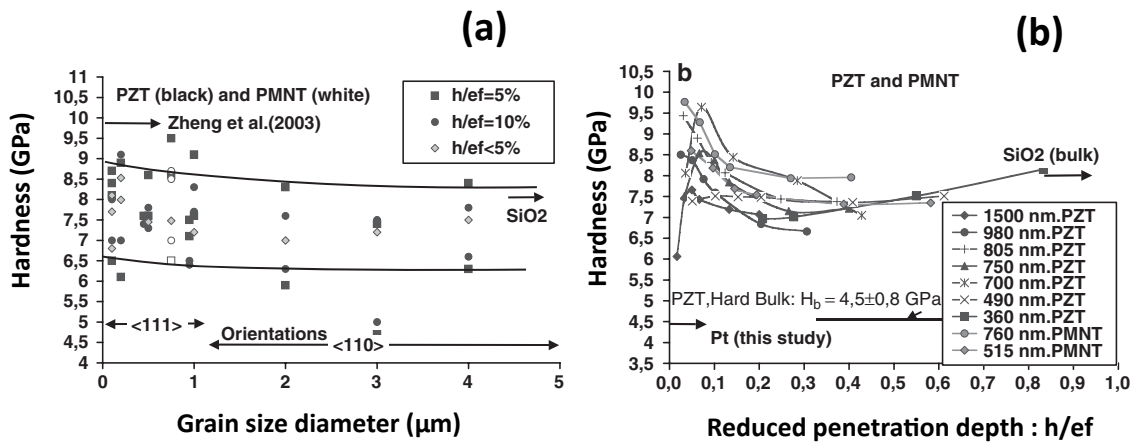 (a)
11
10,5
10
9,5
9
8,5
8
7,5
7
6,5
6
5,5
5
4,5
4
Hardness (GPa)
PZT (black) and PMNT (white)
Zheng et al.(2003)
h/ef=5%
h/ef=10%
h/ef<5%
SiO2
<111>
Orientations
<110>
0 1 2 3 4 5
Grain size diameter (μm)
(b)
10,5
10
9,5
9
8,5
8
7,5
7
6,5
6
5,5
5
4,5
4
3,5
Hardness (GPa)
b
PZT and PMNT
SiO2 (bulk)
PZT,Hard Bulk: Hb = 4,5±0,8 GPa
Pt (this study)
1500 nm.PZT
980 nm.PZT
805 nm.PZT
750 nm.PZT
700 nm.PZT
490 nm.PZT
360 nm.PZT
760 nm.PMNT
515 nm.PMNT
0,0 0,1 0,2 0,3 0,4 0,5 0,6 0,7 0,8 0,9 1,0
Reduced penetration depth : h/ef